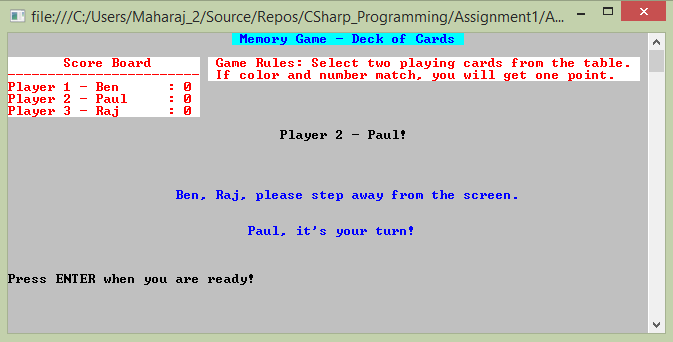 file:///C:/Users/Maharaj_2/Source/Repos/CSharp_Programming/Assignment1/A...
Memory Game - Deck of Cards
Score Board
------------------------
Player 1 - Ben : 0
Player 2 - Paul : 0
Player 3 - Raj : 0
Game Rules: Select two playing cards from the table.
If color and number match, you will get one point.
Player 2 - Paul!
Ben, Raj, please step away from the screen.
Paul, it's your turn!
Press ENTER when you are ready!